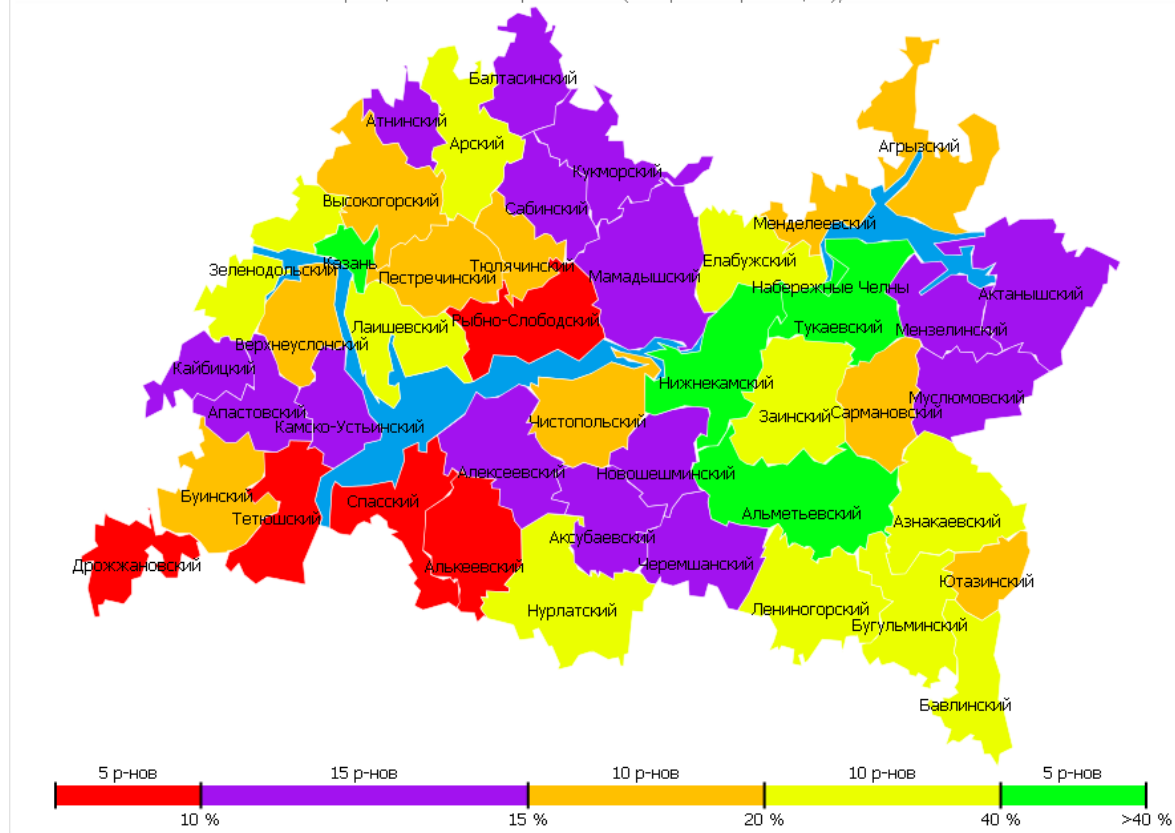 Балтасинский
Атнинский
Арский
Агрызский
Кукморский
Высокогорский
Сабинский
Менделеевский
Зеленодольский
Казань
Тюлячинский
Пестречинский
Мамадышский
Елабужский
Набережные Челны
Актанышский
Лаишевский
Рыбно-Слободский
Тукаевский
Мензелинский
Верхнеуслонский
Кайбицкий
Нижнекамский
Муслюмовский
Апастовский
Камско-Устьинский
Чистопольский
Заинский
Сармановский
Буинский
Тетюшский
Спасский
Алексеевский
Новошешминский
Альметьевский
Азнакаевский
Дрожжановский
Алькеевский
Аксубаевский
Черемшанский
Ютазинский
Нурлатский
Лениногорский
Бугульминский
Бавлинский
5 р-нов 15 р-нов 10 р-нов 10 р-нов 5 р-нов
10 % 15 % 20 % 40 % >40 %